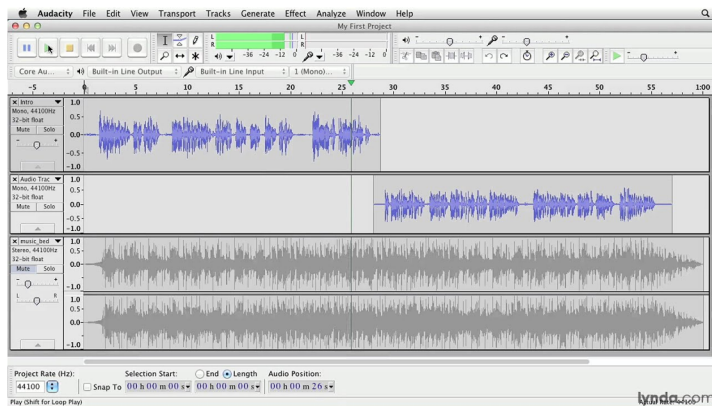 Audacity File Edit View Transport Tracks Generate Effect Analyze Window Help
My First Project
L
R
-36 -24 -12 0
L
R
-36 -24 -12 0
Core Au... Built-in Line Output Built-in Line Input 1 (Mono)...
-5 0 5 10 15 20 25 30 35 40 45 50 55 1:00
Intro
Mono, 44100Hz
32-bit float
Mute Solo
- +
1.0
0.5-
0.0-
-0.5-
-1.0
Audio Trac
Mono, 44100Hz
32-bit float
Mute Solo
1.0
0.5-
0.0-
-0.5-
-1.0
music_bed
Stereo, 44100Hz
32-bit float
Mute Solo
- +
L R
1.0
0.5-
0.0-
-1.0
1.0
0.5-
0.0-
-1.0
Project Rate (Hz): Selection Start: End Length Audio Position:
44100 Snap To 00 h 00 m 00 s 00 h 00 m 00 s 00 h 00 m 26 s
Play (Shift for Loop Play)
lynda.com